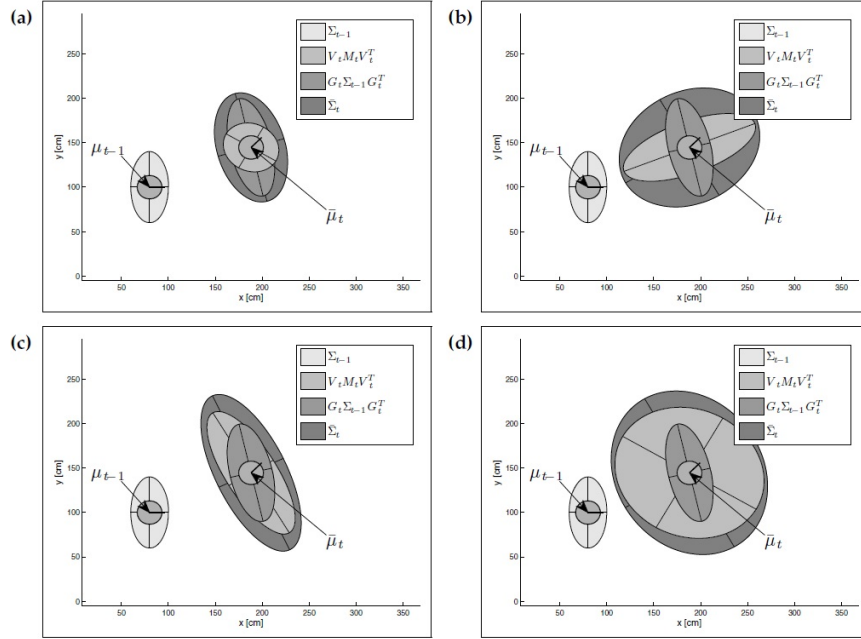 (a)
Σ_{t-1}
V_t M_t V_t^T
G_t Σ_{t-1} G_t^T
Σ̄_t
μ_{t-1}
μ̄_t
y [cm]
250
200
150
100
50
0
50 100 150 200 250 300 350
x [cm]
(b)
Σ_{t-1}
V_t M_t V_t^T
G_t Σ_{t-1} G_t^T
Σ̄_t
μ_{t-1}
μ̄_t
y [cm]
250
200
150
100
50
0
50 100 150 200 250 300 350
x [cm]
(c)
Σ_{t-1}
V_t M_t V_t^T
G_t Σ_{t-1} G_t^T
Σ̄_t
μ_{t-1}
μ̄_t
y [cm]
250
200
150
100
50
0
50 100 150 200 250 300 350
x [cm]
(d)
Σ_{t-1}
V_t M_t V_t^T
G_t Σ_{t-1} G_t^T
Σ̄_t
μ_{t-1}
μ̄_t
y [cm]
250
200
150
100
50
0
50 100 150 200 250 300 350
x [cm]